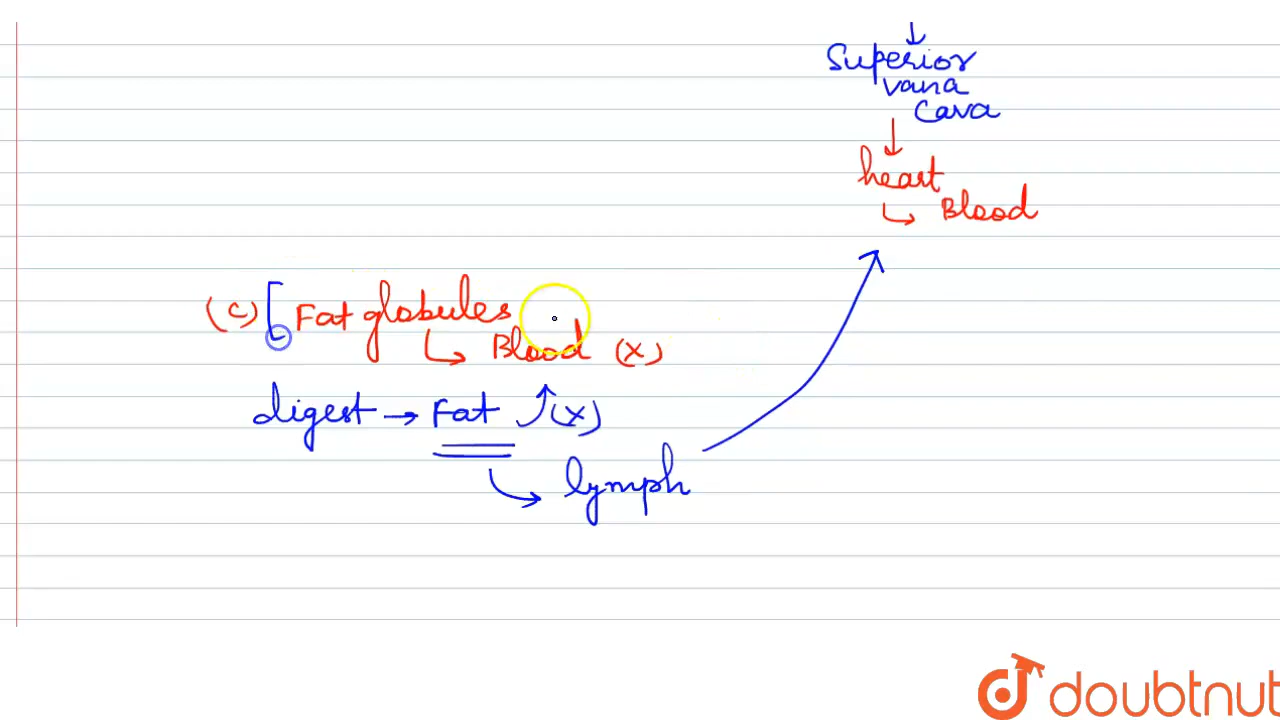 ↓
Superior
vana
Cava
↓
heart
↳ Blood
(c) [ Fat globules
↳ Blood (x)
digest → Fat ↗ (x)
↳ lymph
doubtnut